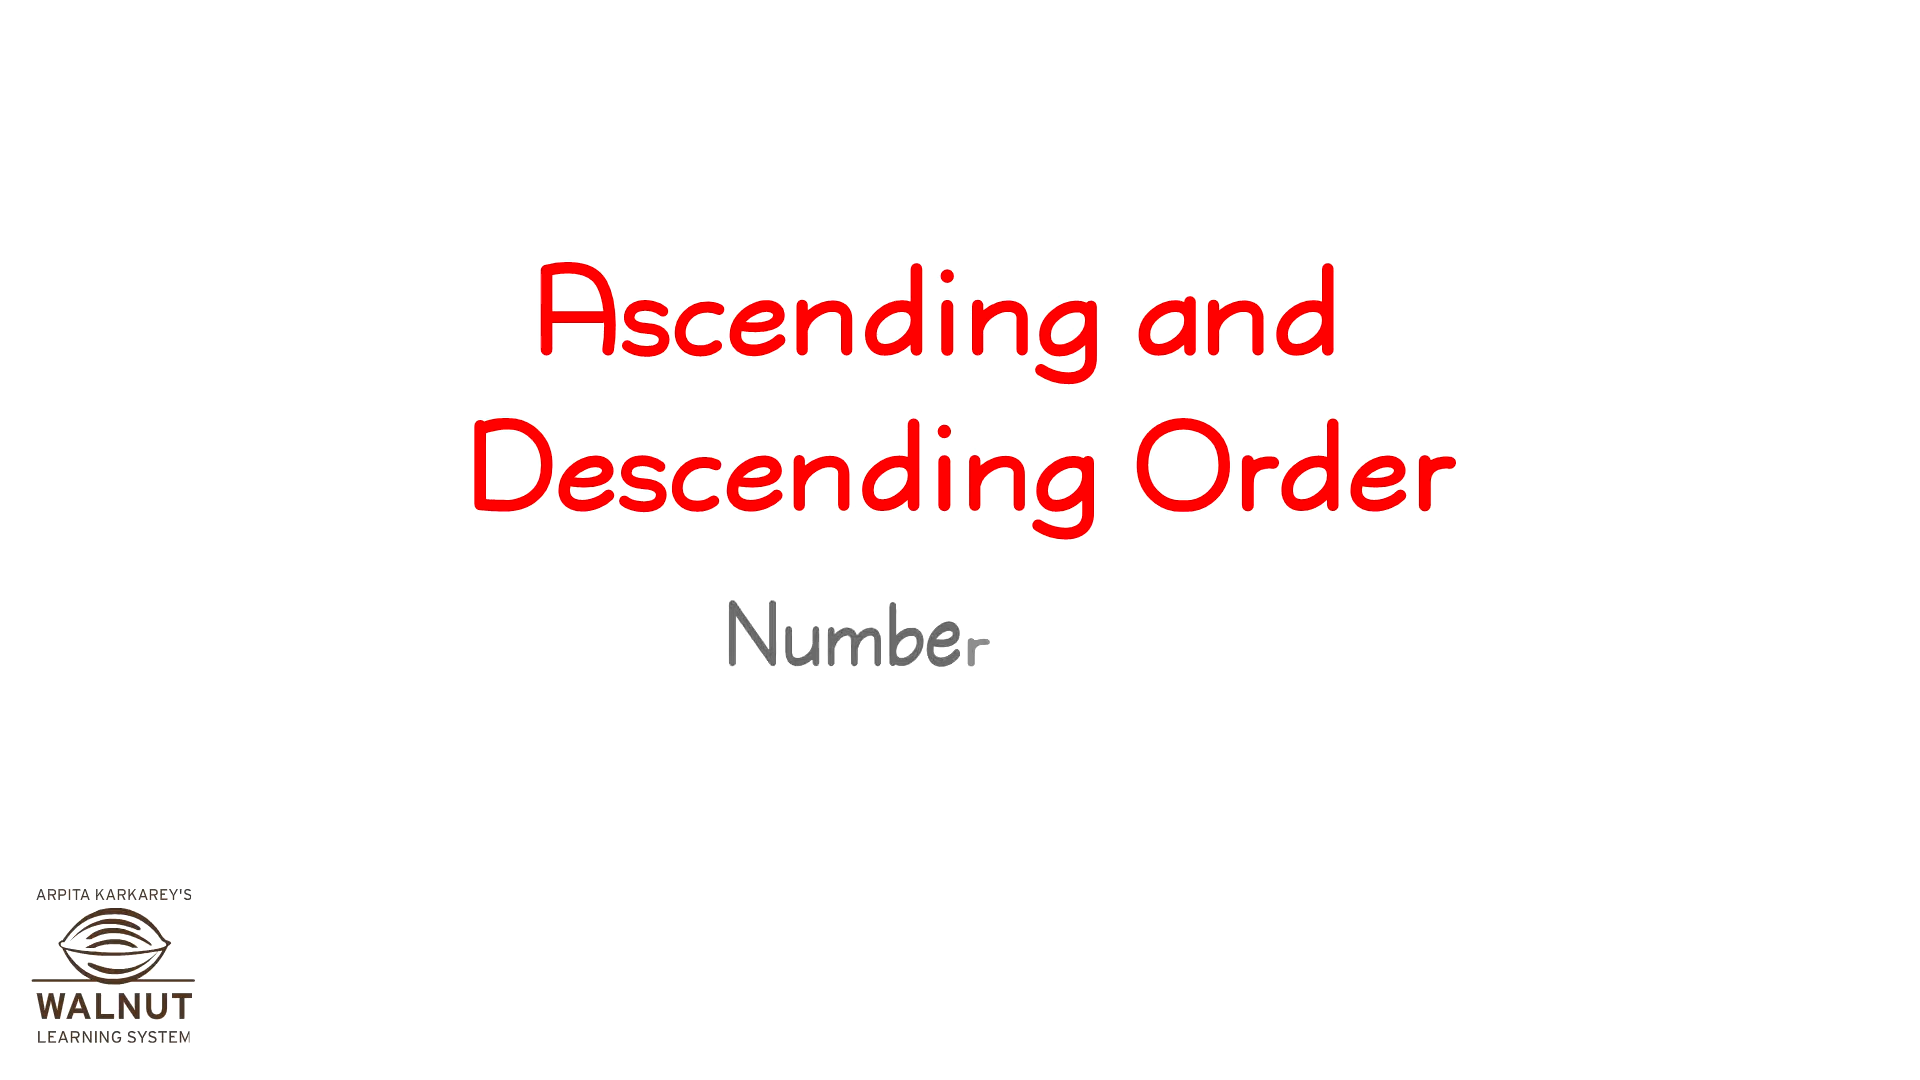 Ascending and
Descending Order
Number
ARPITA KARKAREY'S
WALNUT
LEARNING SYSTEM